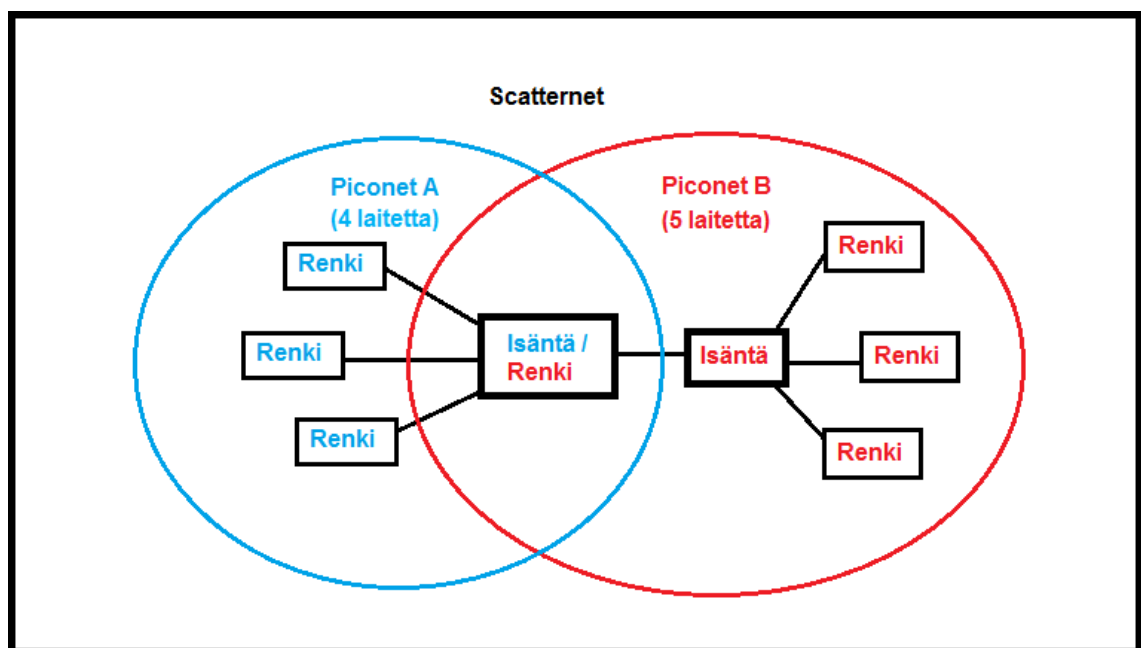 Scatternet
Piconet A
(4 laitetta)
Piconet B
(5 laitetta)
Renki
Renki
Renki
Isäntä /
Renki
Isäntä
Renki
Renki
Renki